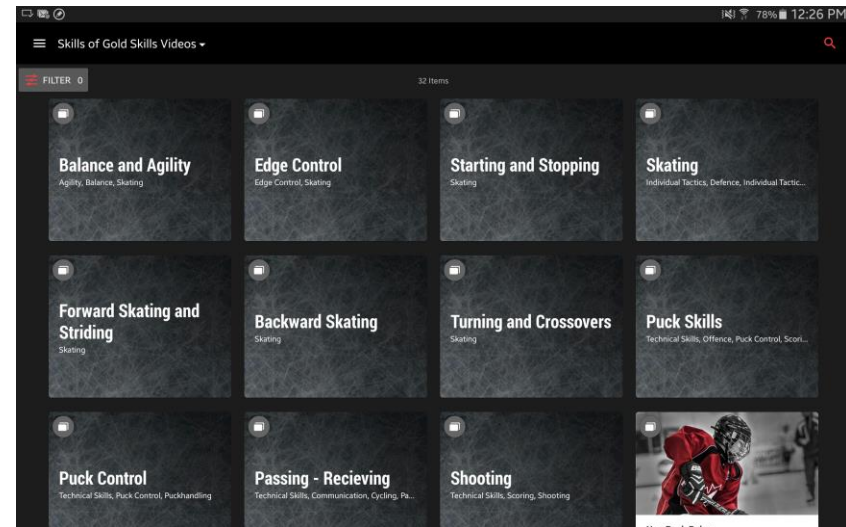 78% 12:26 PM
Skills of Gold Skills Videos
FILTER 0
32 Items
Balance and Agility
Agility, Balance, Skating
Edge Control
Edge Control, Skating
Starting and Stopping
Skating
Skating
Individual Tactics, Defence, Individual Tactic...
Forward Skating and
Striding
Skating
Backward Skating
Skating
Turning and Crossovers
Skating
Puck Skills
Technical Skills, Offence, Puck Control, Scori...
Puck Control
Technical Skills, Puck Control, Puckhandling
Passing - Recieving
Technical Skills, Communication, Cycling, Pa...
Shooting
Technical Skills, Scoring, Shooting